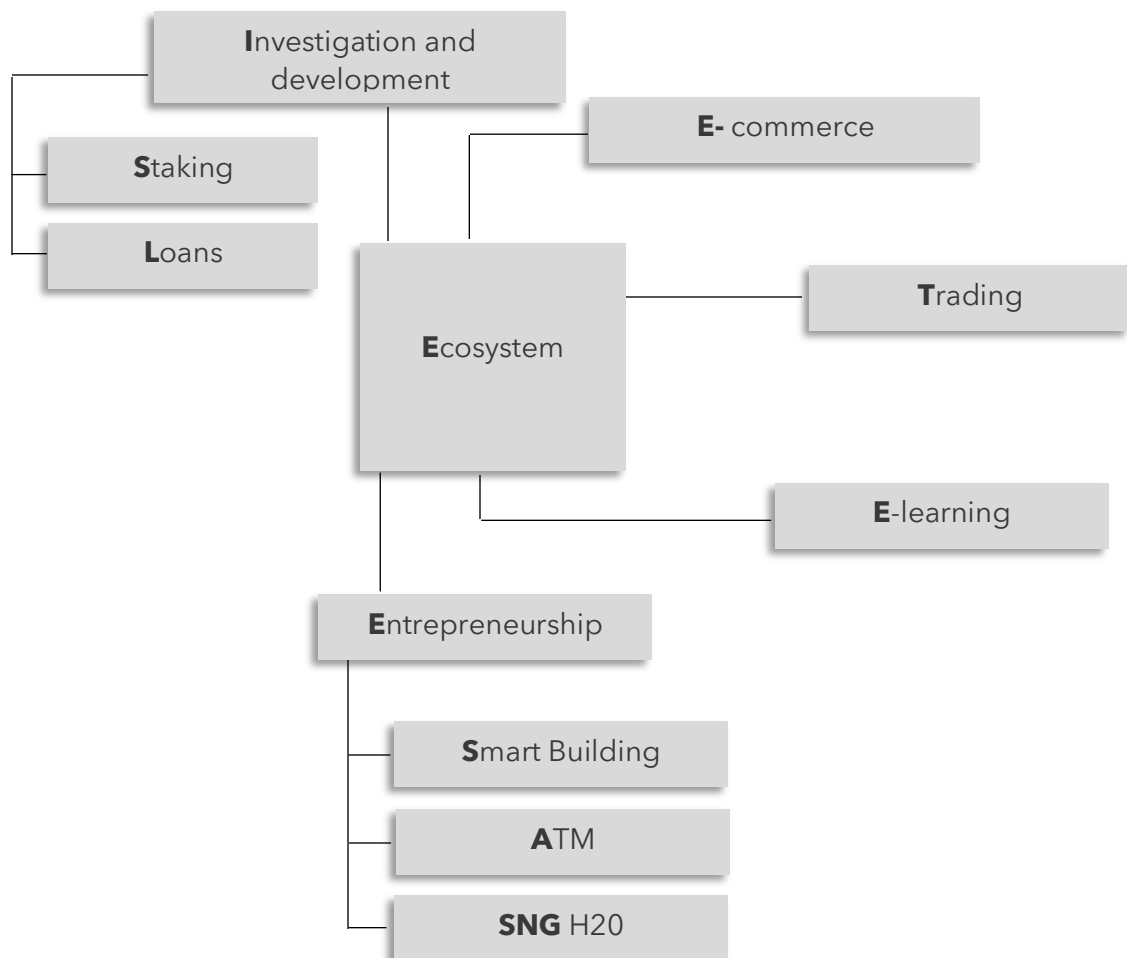 Investigation and
development
E- commerce
Staking
Loans
Trading
Ecosystem
E-learning
Entrepreneurship
Smart Building
ATM
SNG H20